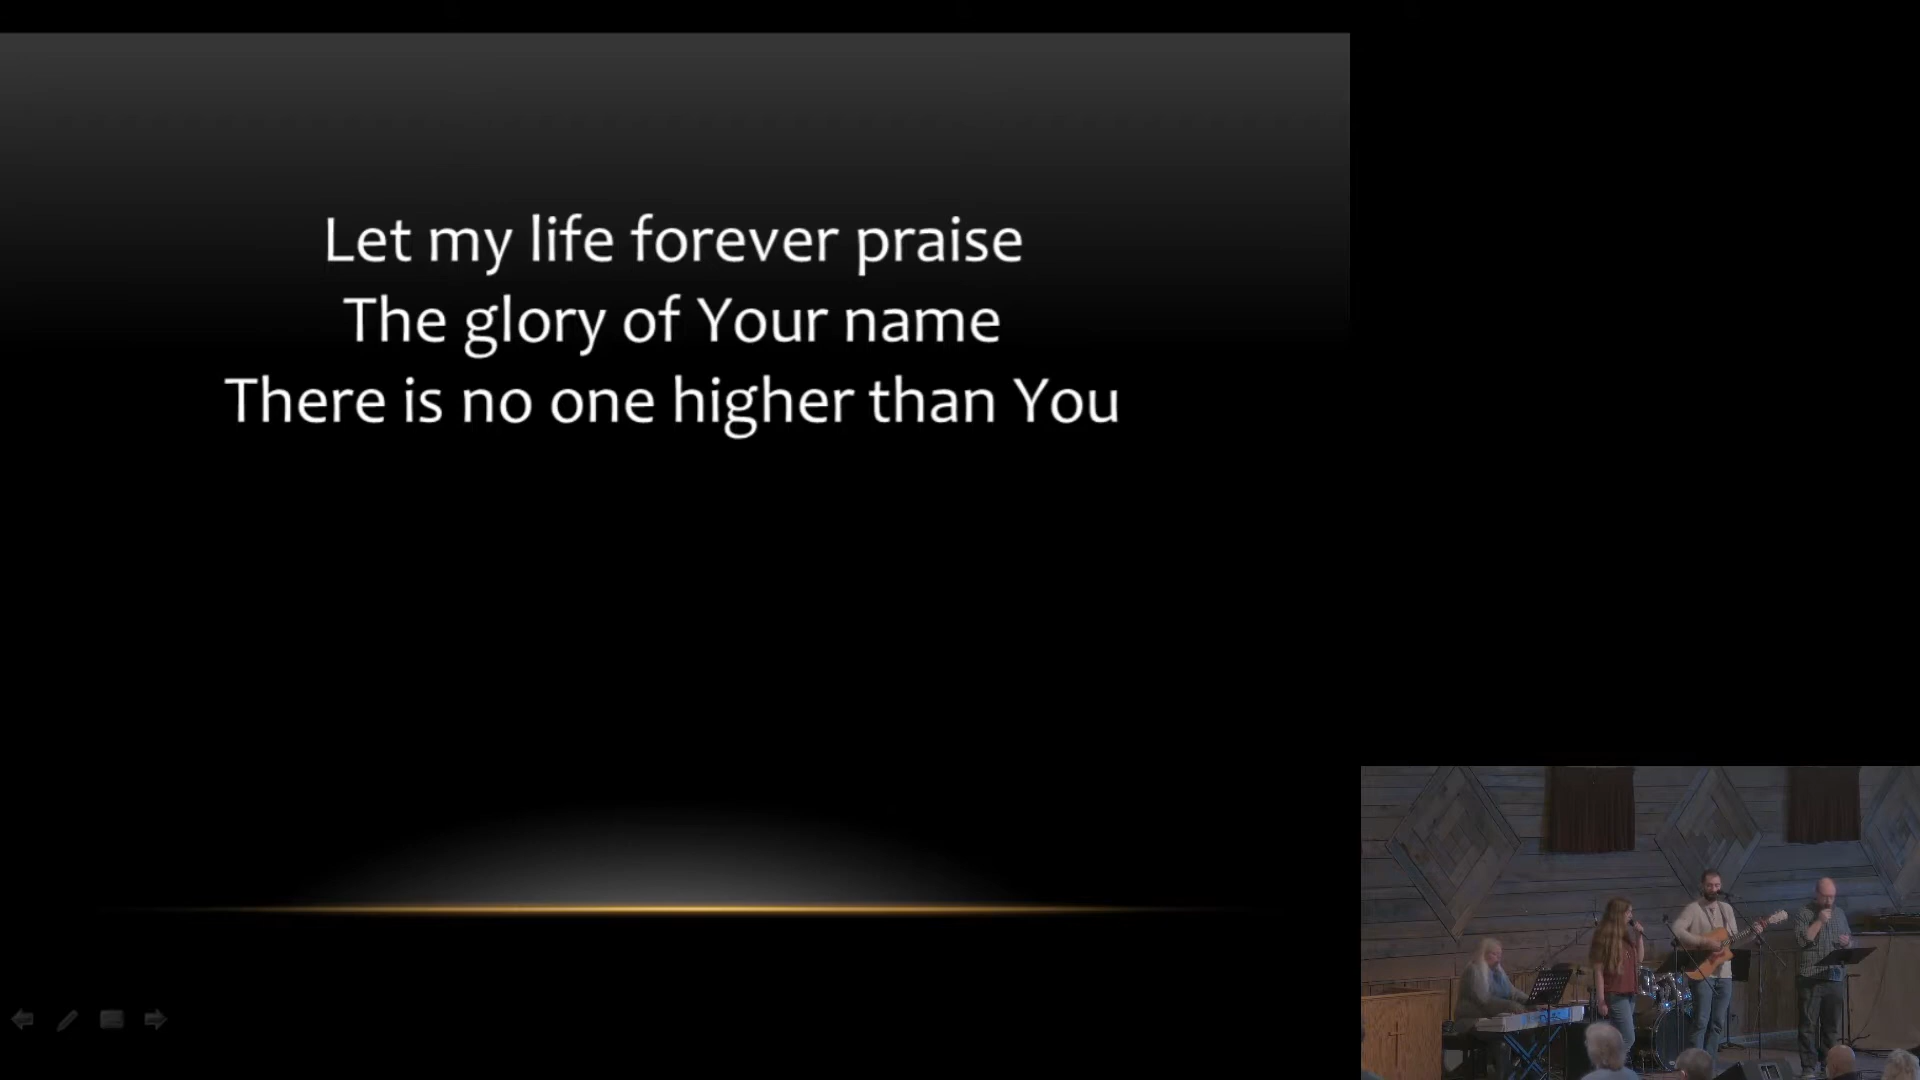 Let my life forever praise
The glory of Your name
There is no one higher than You